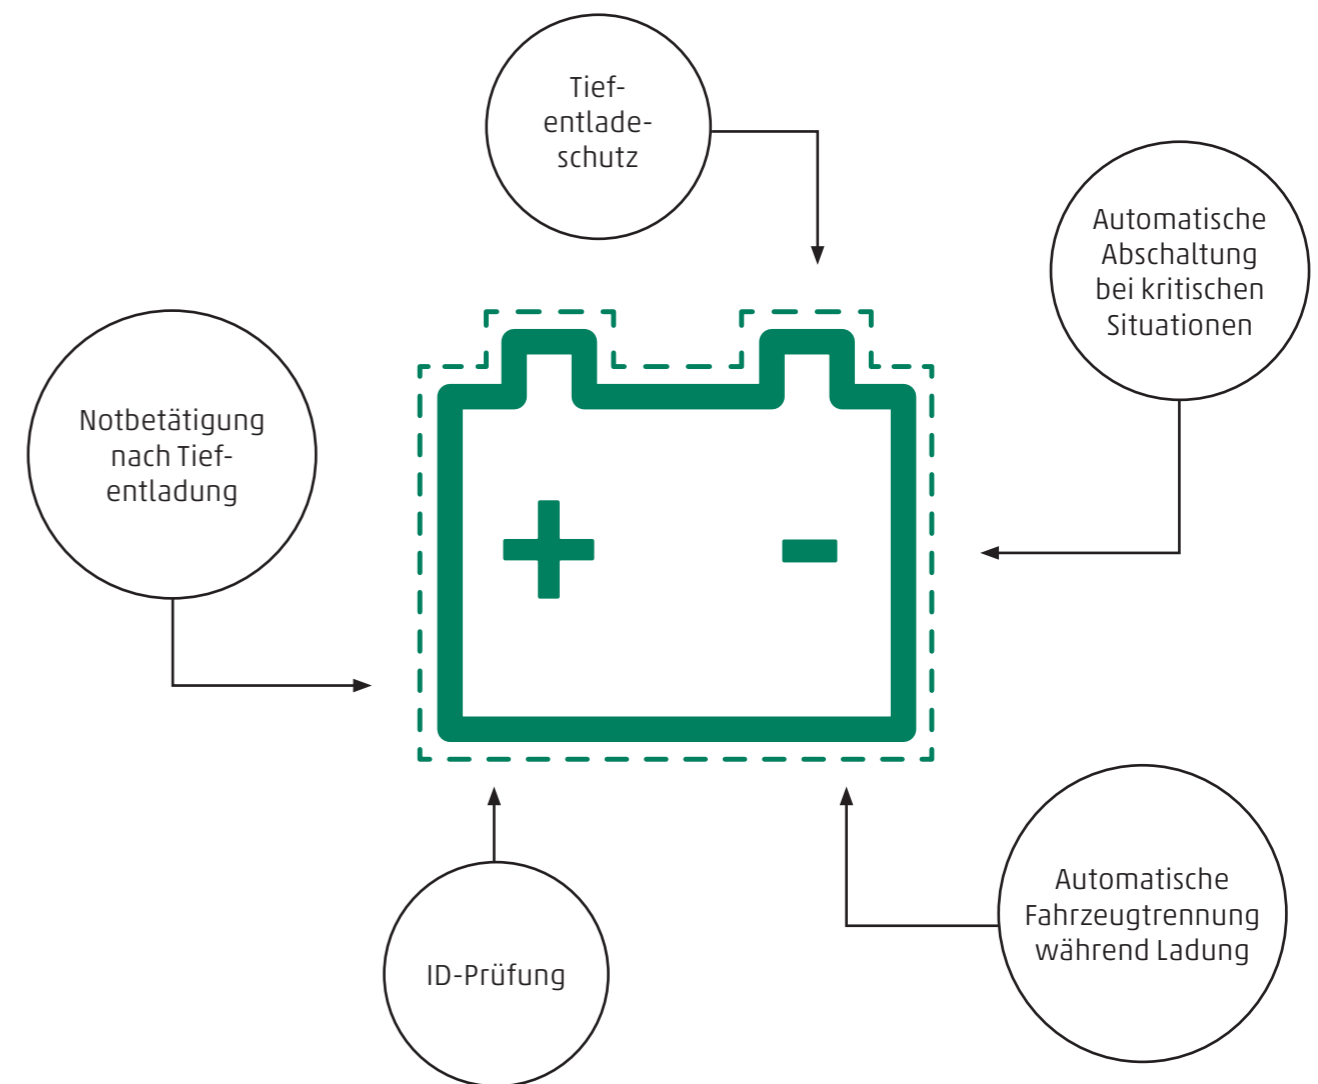 Tief-
entlade-
schutz
Automatische
Abschaltung
bei kritischen
Situationen
Notbetätigung
nach Tief-
entladung
+ -
Automatische
Fahrzeugtrennung
während Ladung
ID-Prüfung